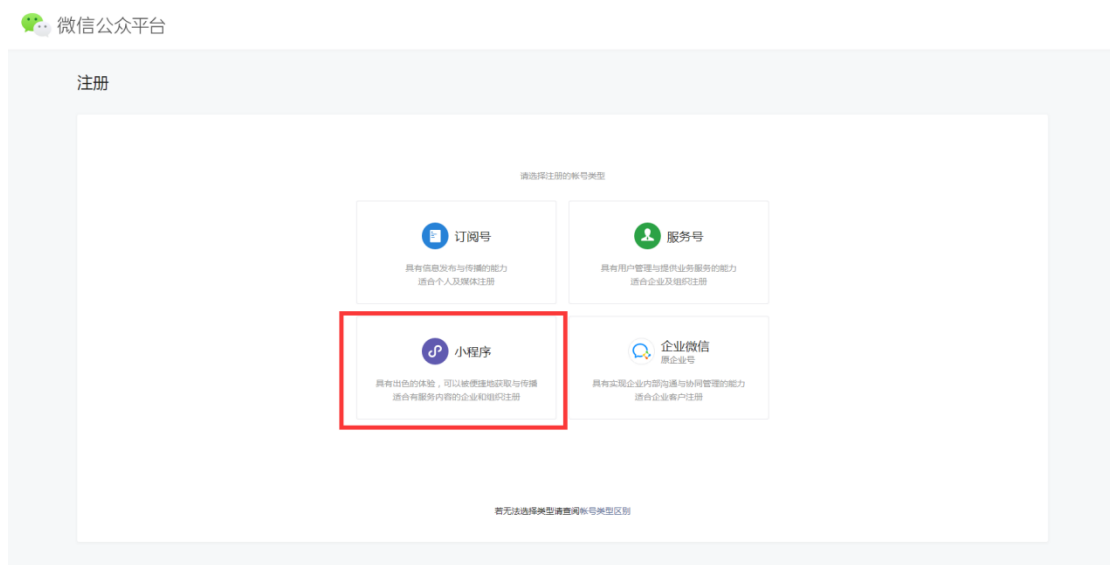 微信公众平台
注册
请选择注册的帐号类型
订阅号
具有信息发布与传播的能力
适合个人及媒体注册
服务号
具有用户管理与提供业务服务的能力
适合企业及组织注册
小程序
具有出色的体验，可以被便捷地获取与传播
适合有服务内容的企业和组织注册
企业微信
原企业号
具有实现企业内部沟通与协同管理的能力
适合企业客户注册
若无法选择类型请查阅帐号类型区别